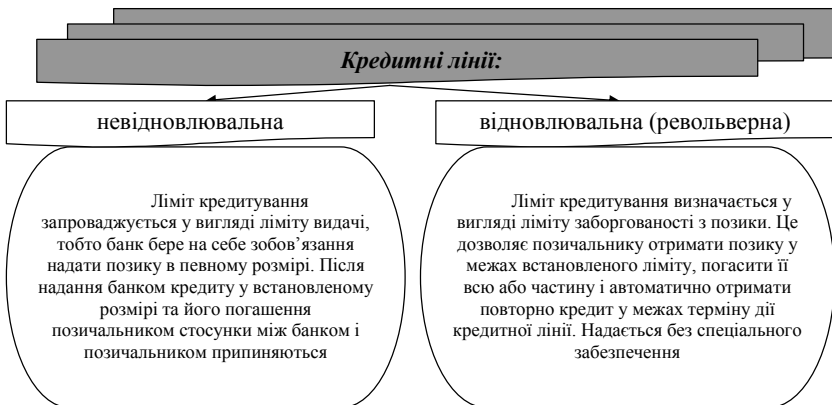 Кредитні лінії:
невідновлювальна
відновлювальна (револьверна)
Ліміт кредитування
запроваджується у вигляді ліміту видачі,
тобто банк бере на себе зобов’язання
надати позику в певному розмірі. Після
надання банком кредиту у встановленому
розмірі та його погашення
позичальником стосунки між банком і
позичальником припиняються
Ліміт кредитування визначається у
вигляді ліміту заборгованості з позики. Це
дозволяє позичальнику отримати позику у
межах встановленого ліміту, погасити її
всю або частину і автоматично отримати
повторно кредит у межах терміну дії
кредитної лінії. Надається без спеціального
забезпечення